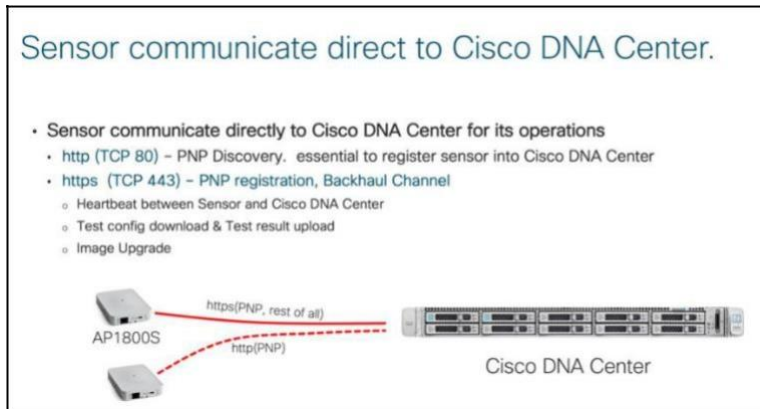 Sensor communicate direct to Cisco DNA Center.
• Sensor communicate directly to Cisco DNA Center for its operations
• http (TCP 80) – PNP Discovery. essential to register sensor into Cisco DNA Center
• https (TCP 443) – PNP registration, Backhaul Channel
o Heartbeat between Sensor and Cisco DNA Center
o Test config download & Test result upload
o Image Upgrade
https(PNP, rest of all)
AP1800S
http(PNP)
Cisco DNA Center